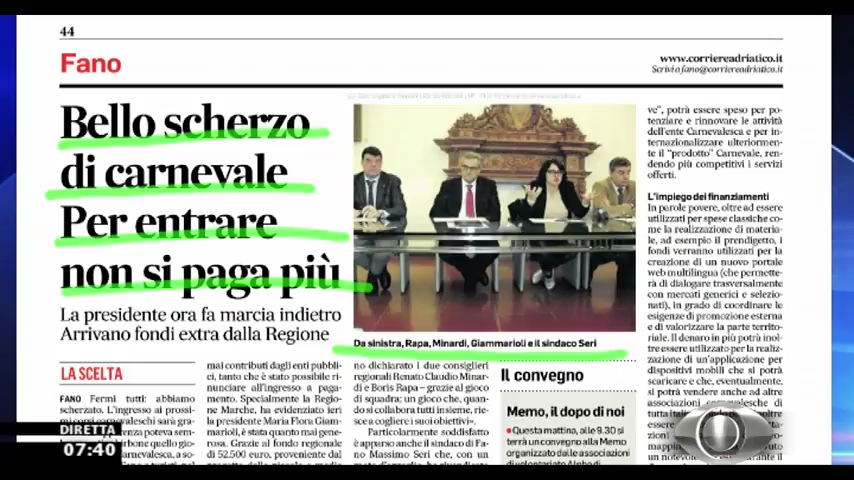 44
Fano
www.corriereadriatico.it
Scrivi a fano@corriereadriatico.it
Bello scherzo
di carnevale
Per entrare
non si paga più
La presidente ora fa marcia indietro
Arrivano fondi extra dalla Regione
Da sinistra, Rapa, Minardi, Giammarioli e il sindaco Seri
LA SCELTA
FANO Fermi tutti: abbiamo
scherzato. L'ingresso ai prossi-
mi corsi carnevaleschi sarà gra-
mai contributi dagli enti pubbli-
ci, tanto che è stato possibile ri-
nunciare all'ingresso a paga-
mento. Specialmente la Regio-
ne Marche, ha evidenziato ieri
la presidente Maria Flora Giam-
marioli, è stata quanto mai gene-
rosa. Grazie al fondo regionale
di 52.500 euro, proveniente dal
no dichiarato i due consiglieri
regionali Renato Claudio Minar-
di e Boris Rapa – un gioco di
squadra; un gioco che, quan-
do si collabora tutti insieme, rie-
sce a cogliere i suoi obiettivi».
Particolarmente soddisfatto
è apparso anche il sindaco di Fa-
no Massimo Seri che, con un
Il convegno
Memo, il dopo di noi
● Questa mattina, alle 9.30 si
terrà un convegno alla Memo
organizzato dalle associazioni
ve", potrà essere speso per po-
tenziare e rinnovare le attività
dell'ente Carnevalesca e per in-
ternazionalizzare ulteriormen-
te il "prodotto" Carnevale, ren-
dendo più competitivi i servizi
offerti.
L'impiego dei finanziamenti
In parole povere, oltre ad essere
utilizzati per spese classiche co-
me la realizzazione di materia-
le, ad esempio il prendigetto, i
fondi verranno utilizzati per la
creazione di un nuovo portale
web multilingua (che permette-
rà di dialogare trasversalmente
con mercati generici e selezio-
nati), in grado di coordinare le
esigenze di promozione esterna
e di valorizzare la parte territo-
riale. Il denaro in più potrà inol-
tre essere utilizzato per la realiz-
zazione di un'applicazione per
dispositivi mobili che si potrà
scaricare e che, eventualmente,
si potrà vendere anche ad altre
DIRETTA
07:40